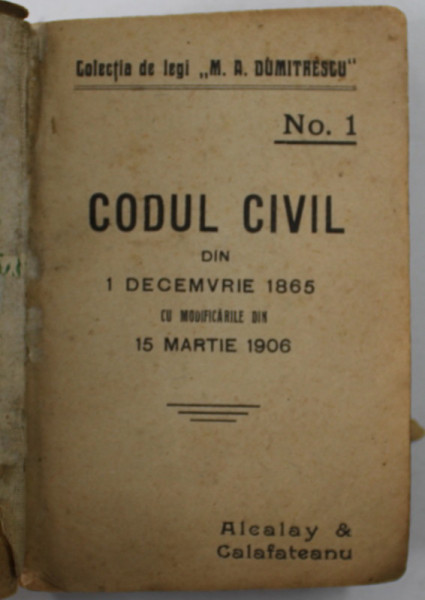 Colecția de legi „M. A. DUMITRESCU"
No. 1
CODUL CIVIL
DIN
1 DECEMVRIE 1865
CU MODIFICĂRILE DIN
15 MARTIE 1906
Alcalay &
Calafateanu